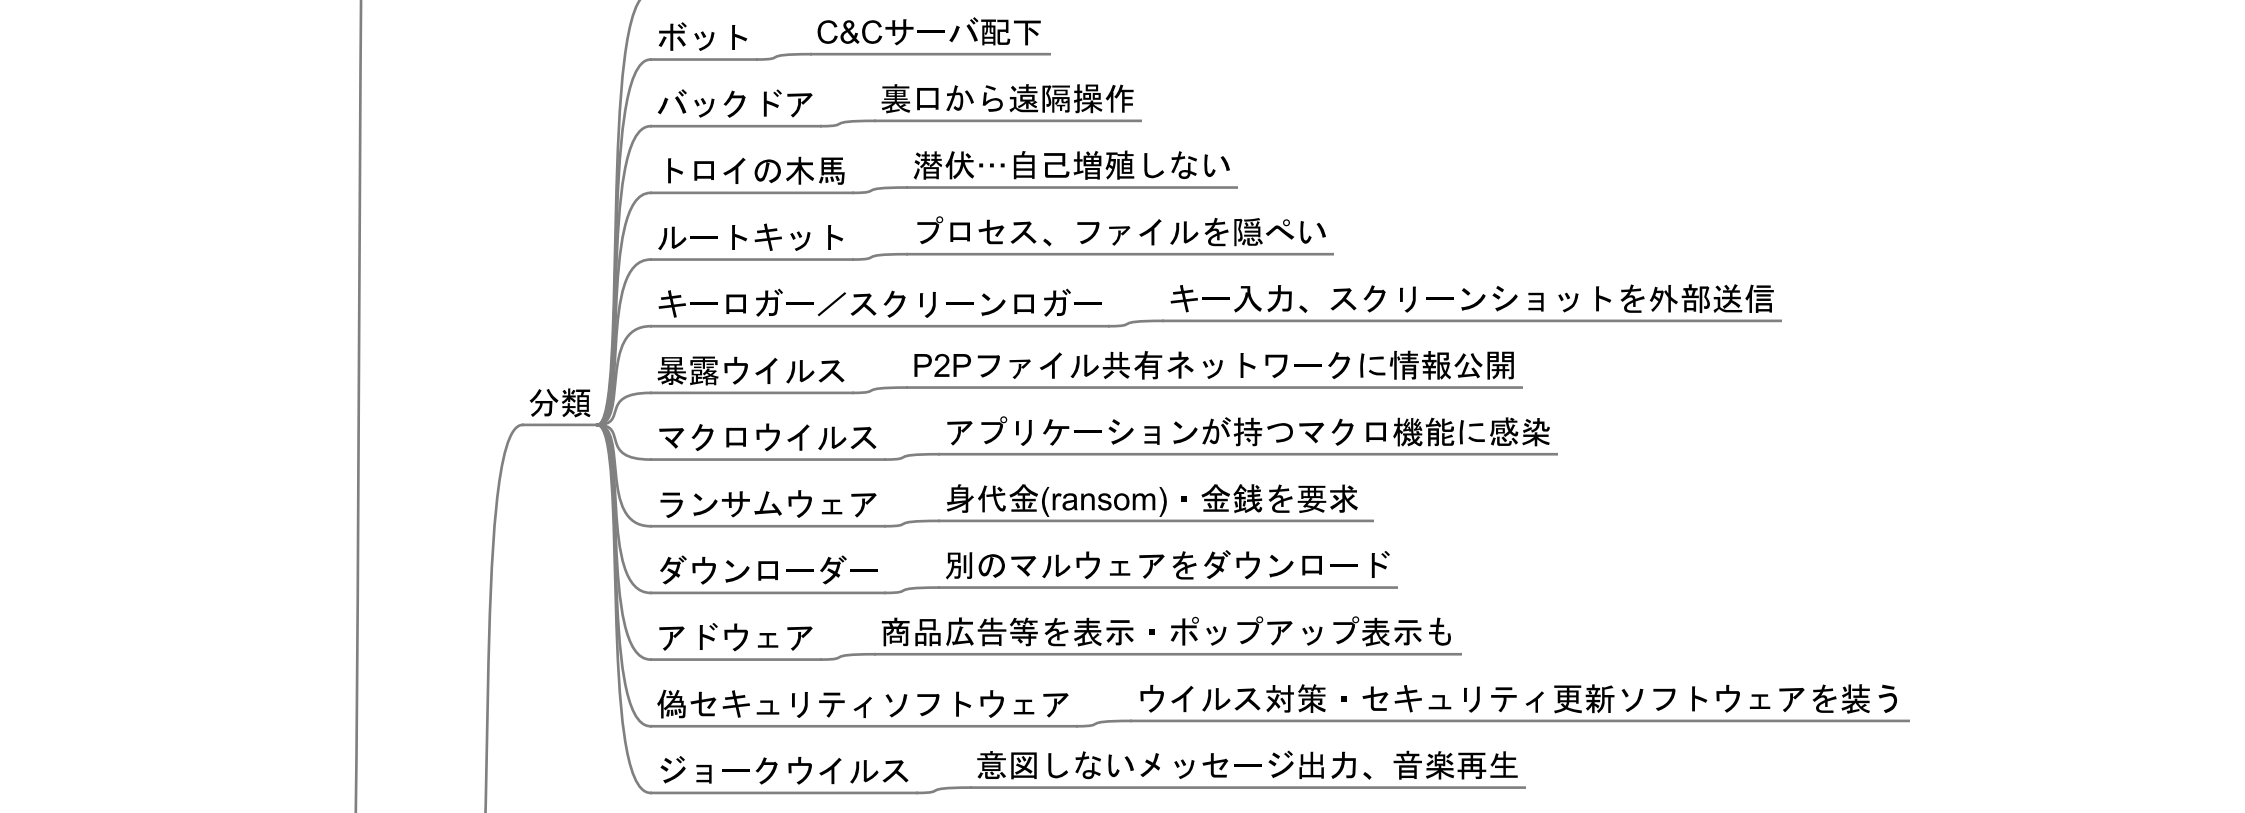 ボット
C&Cサーバ配下
バックドア
裏口から遠隔操作
トロイの木馬
潜伏…自己増殖しない
ルートキット
プロセス、ファイルを隠ぺい
キーロガー／スクリーンロガー
キー入力、スクリーンショットを外部送信
暴露ウイルス
P2Pファイル共有ネットワークに情報公開
分類
マクロウイルス
アプリケーションが持つマクロ機能に感染
ランサムウェア
身代金(ransom)・金銭を要求
ダウンローダー
別のマルウェアをダウンロード
アドウェア
商品広告等を表示・ポップアップ表示も
偽セキュリティソフトウェア
ウイルス対策・セキュリティ更新ソフトウェアを装う
ジョークウイルス
意図しないメッセージ出力、音楽再生